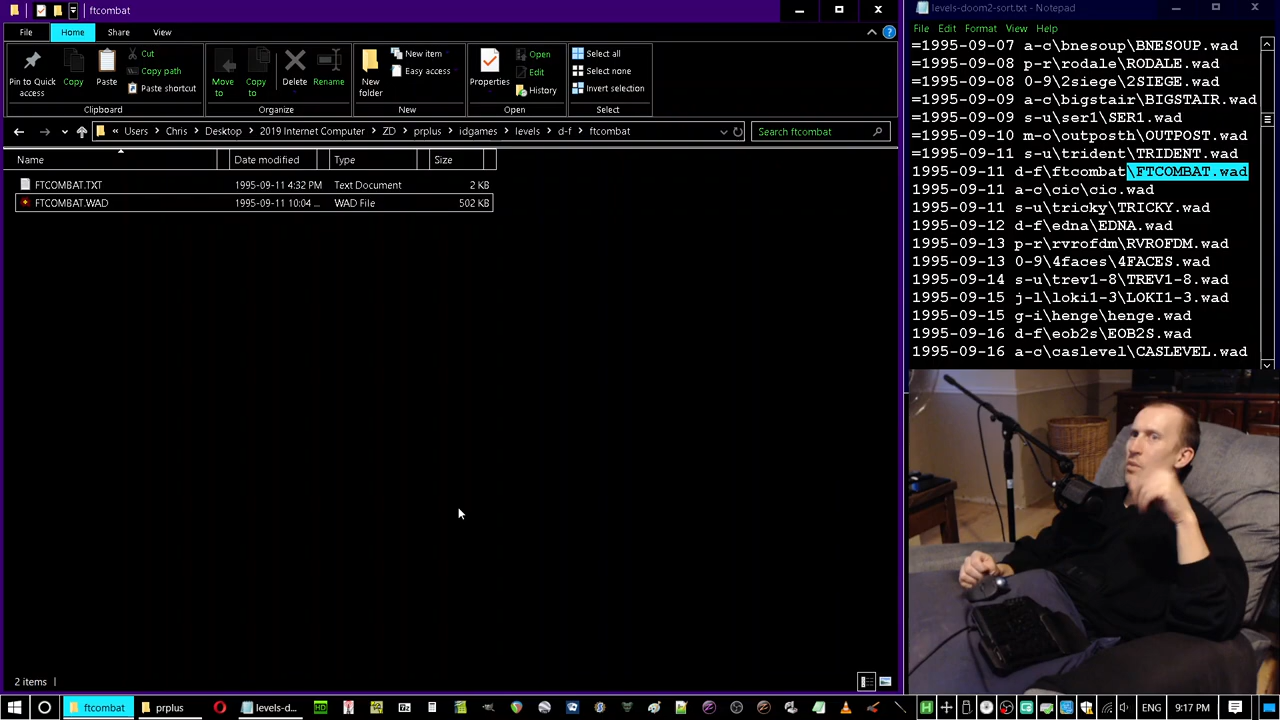 ftcombat
File Home Share View
Pin to Quick access
Copy
Paste
Cut
Copy path
Paste shortcut
Clipboard
Move to
Copy to
Delete
Rename
Organize
New folder
New item
Easy access
New
Properties
Open
Edit
History
Open
Select all
Select none
Invert selection
Select
« Users > Chris > Desktop > 2019 Internet Computer > ZD > prplus > idgames > levels > d-f > ftcombat
Search ftcombat
Name Date modified Type Size
FTCOMBAT.TXT 1995-09-11 4:32 PM Text Document 2 KB
FTCOMBAT.WAD 1995-09-11 10:04 ... WAD File 502 KB
2 items
levels-doom2-sort.txt - Notepad
File Edit Format View Help
=1995-09-07 a-c\bnesoup\BNESOUP.wad
=1995-09-08 p-r\rodale\RODALE.wad
=1995-09-08 0-9\2siege\2SIEGE.wad
=1995-09-09 a-c\bigstair\BIGSTAIR.wad
=1995-09-09 s-u\ser1\SER1.wad
=1995-09-10 m-o\outposth\OUTPOST.wad
=1995-09-11 s-u\trident\TRIDENT.wad
1995-09-11 d-f\ftcombat\FTCOMBAT.wad
1995-09-11 a-c\cic\cic.wad
1995-09-11 s-u\tricky\TRICKY.wad
1995-09-12 d-f\edna\EDNA.wad
1995-09-13 p-r\rvrofdm\RVROFDM.wad
1995-09-13 0-9\4faces\4FACES.wad
1995-09-14 s-u\trev1-8\TREV1-8.wad
1995-09-15 j-l\loki1-3\LOKI1-3.wad
1995-09-15 g-i\henge\henge.wad
1995-09-16 d-f\eob2s\EOB2S.wad
1995-09-16 a-c\caslevel\CASLEVEL.wad
ftcombat prplus levels-d... ENG 9:17 PM